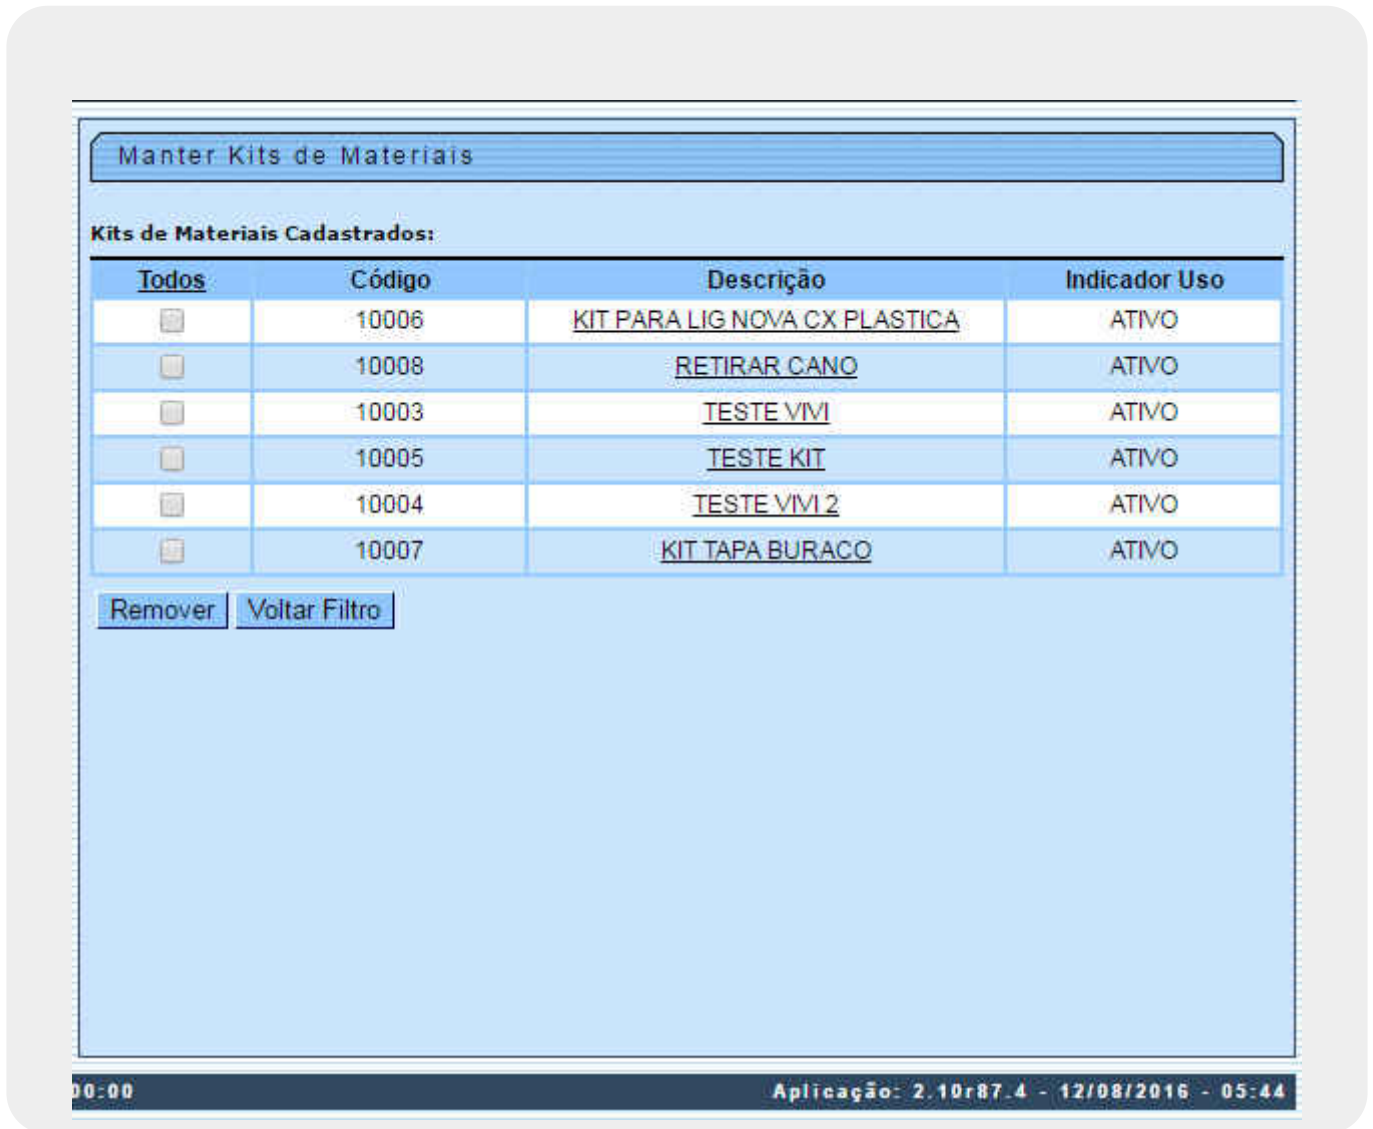 Manter Kits de Materiais
Kits de Materiais Cadastrados:
Todos Código Descrição Indicador Uso
10006 KIT PARA LIG NOVA CX PLASTICA ATIVO
10008 RETIRAR CANO ATIVO
10003 TESTE VIVI ATIVO
10005 TESTE KIT ATIVO
10004 TESTE VIVI 2 ATIVO
10007 KIT TAPA BURACO ATIVO
Remover Voltar Filtro
00:00 Aplicação: 2.10r87.4 - 12/08/2016 - 05:44